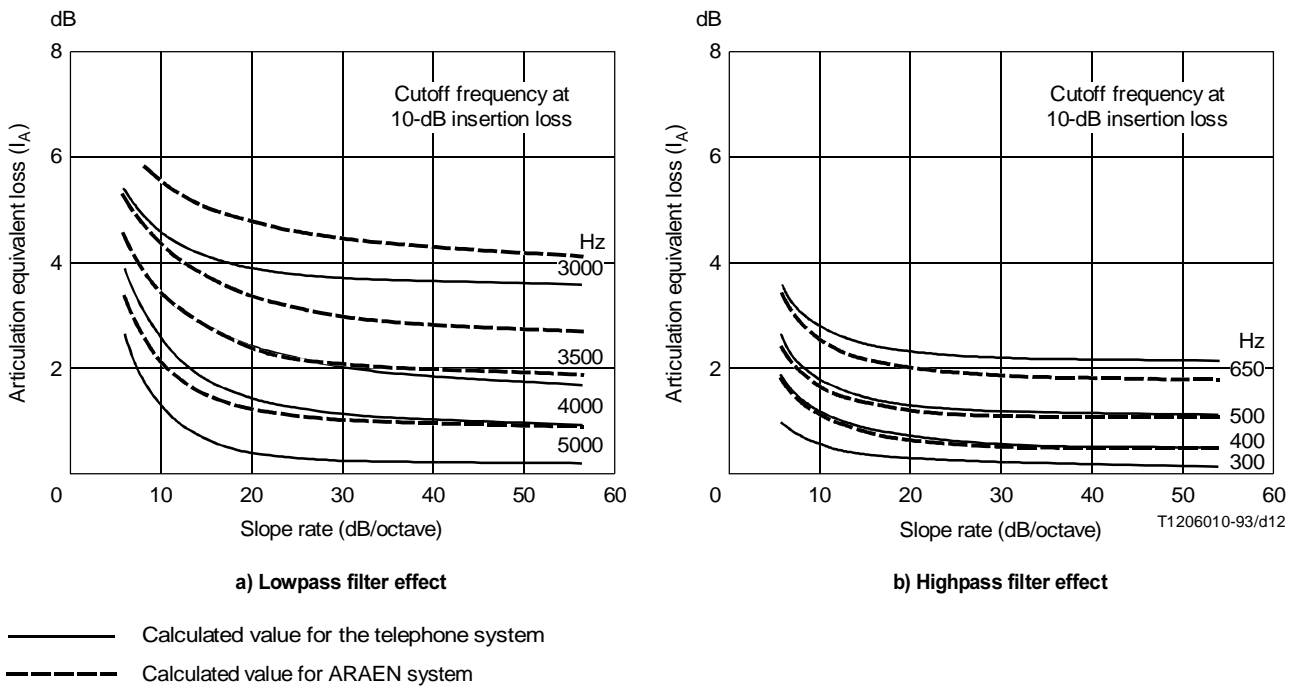 dB
8
6
4
2
0
10
20
30
40
50
60
Articulation equivalent loss (I_A)
Cutoff frequency at
10-dB insertion loss
Hz
3000
3500
4000
5000
Slope rate (dB/octave)
a) Lowpass filter effect
dB
8
6
4
2
0
10
20
30
40
50
60
Articulation equivalent loss (I_A)
Cutoff frequency at
10-dB insertion loss
Hz
650
500
400
300
Slope rate (dB/octave)
T1206010-93/d12
b) Highpass filter effect
Calculated value for the telephone system
Calculated value for ARAEN system